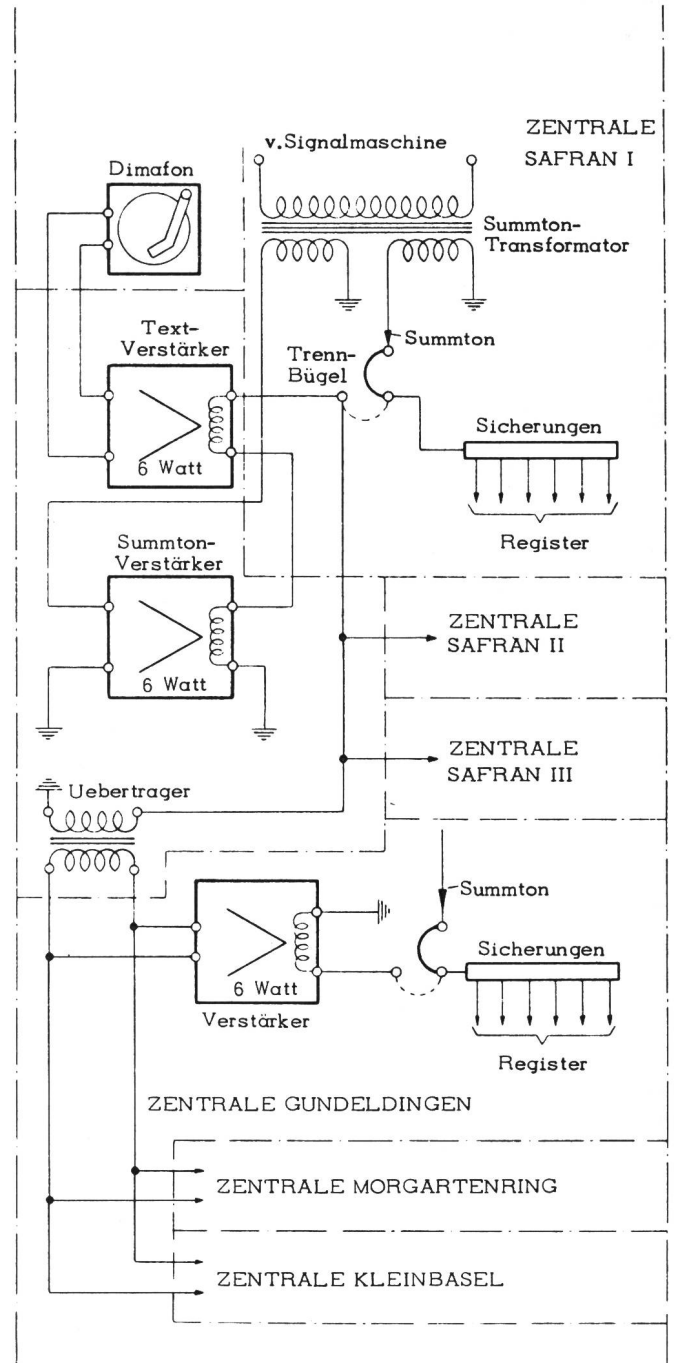 ZENTRALE
SAFRAN I
v.Signalmaschine
Dimafon
Summton-
Transformator
Text-
Verstärker
Summton
Trenn-
Bügel
Sicherungen
6 Watt
Register
Summton-
Verstärker
6 Watt
ZENTRALE
SAFRAN II
ZENTRALE
SAFRAN III
Uebertrager
Summton
Sicherungen
6 Watt
Verstärker
Register
ZENTRALE GUNDELDINGEN
ZENTRALE MORGARTENRING
ZENTRALE KLEINBASEL